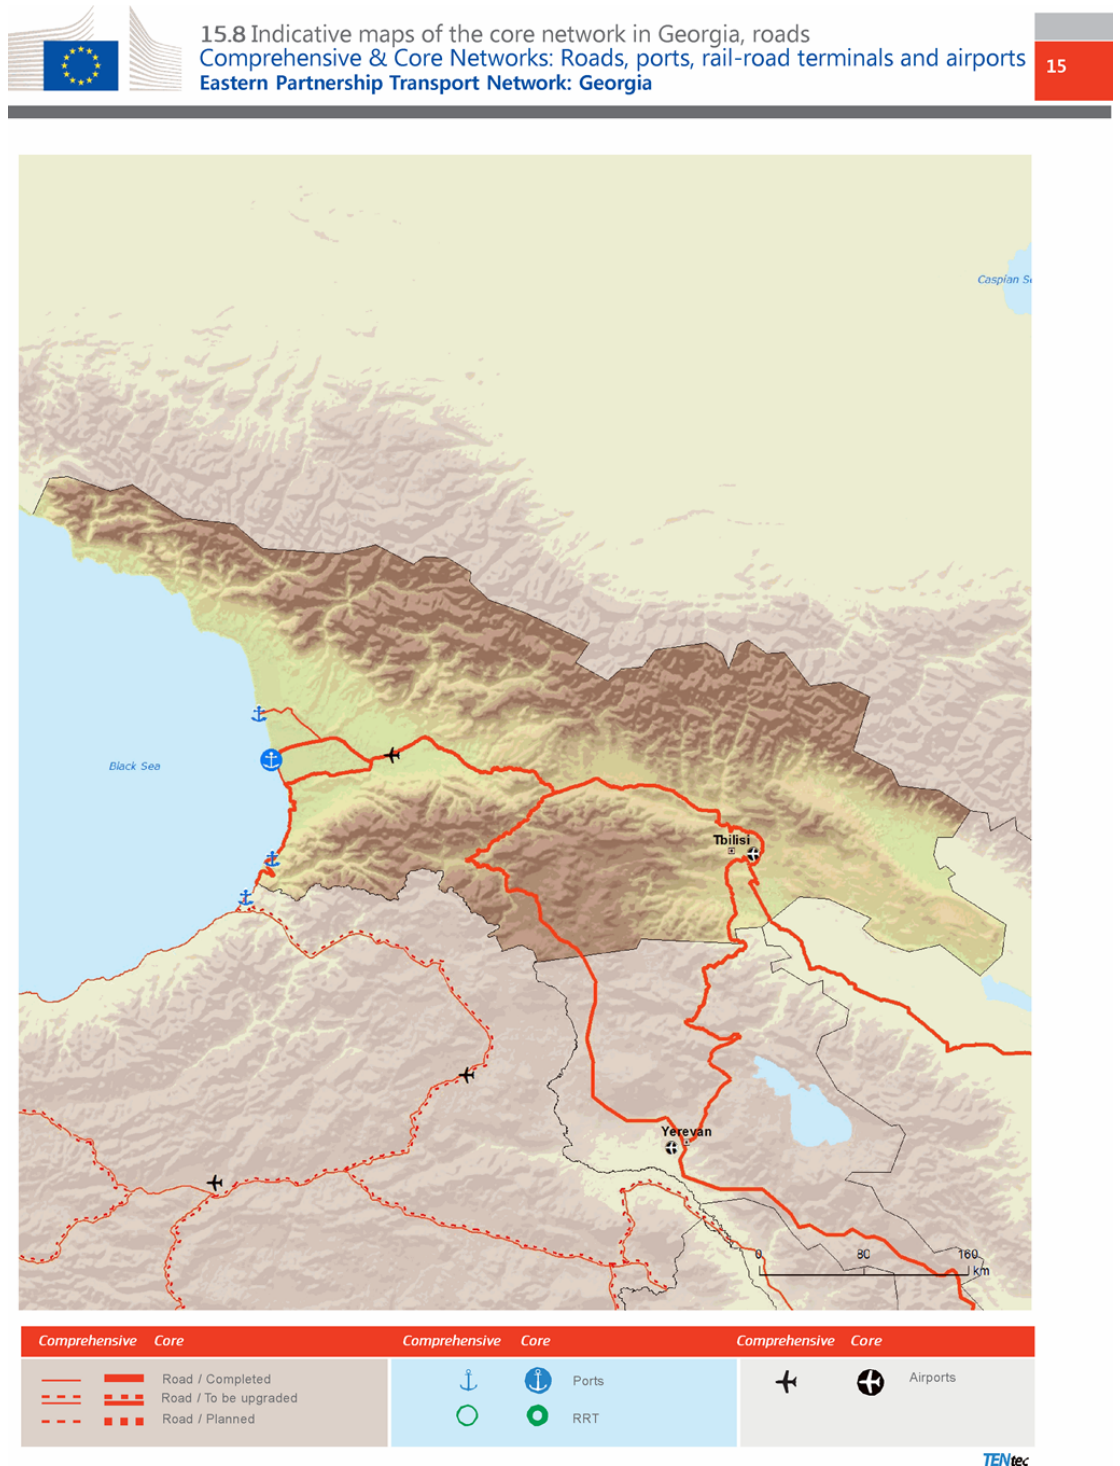 15.8 Indicative maps of the core network in Georgia, roads
Comprehensive & Core Networks: Roads, ports, rail-road terminals and airports
Eastern Partnership Transport Network: Georgia
15
Caspian Se
Black Sea
Tbilisi
Yerevan
0 80 160
km
Comprehensive Core
Road / Completed
Road / To be upgraded
Road / Planned
Comprehensive Core
Ports
RRT
Comprehensive Core
Airports
TENtec